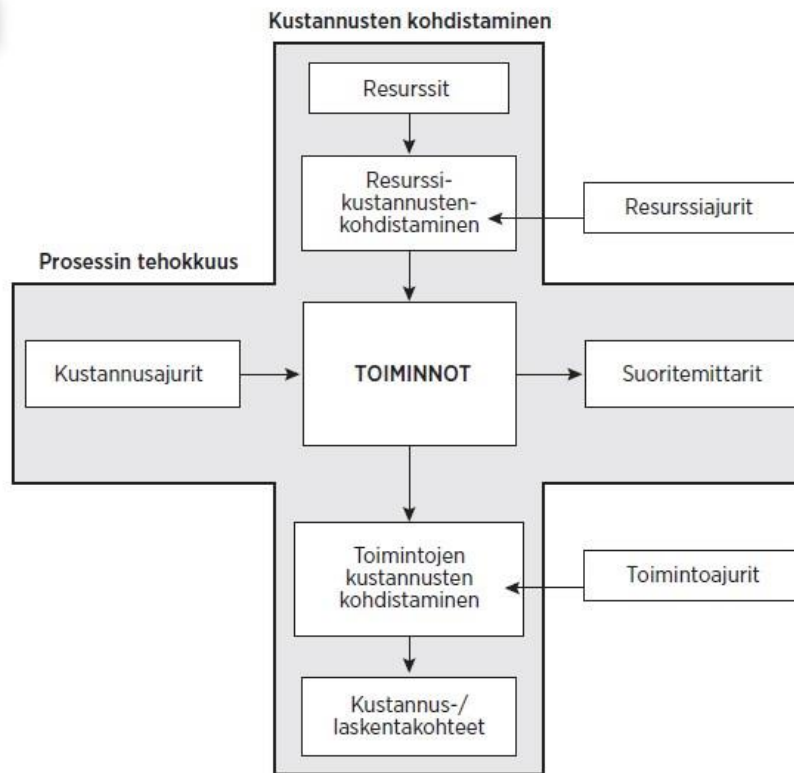 Kustannusten kohdistaminen
Resurssit
Resurssi-
kustannusten-
kohdistaminen
Resurssiajurit
Prosessin tehokkuus
Kustannusajurit
TOIMINNOT
Suoritemittarit
Toimintojen
kustannusten
kohdistaminen
Toimintoajurit
Kustannus-/
laskentakohteet